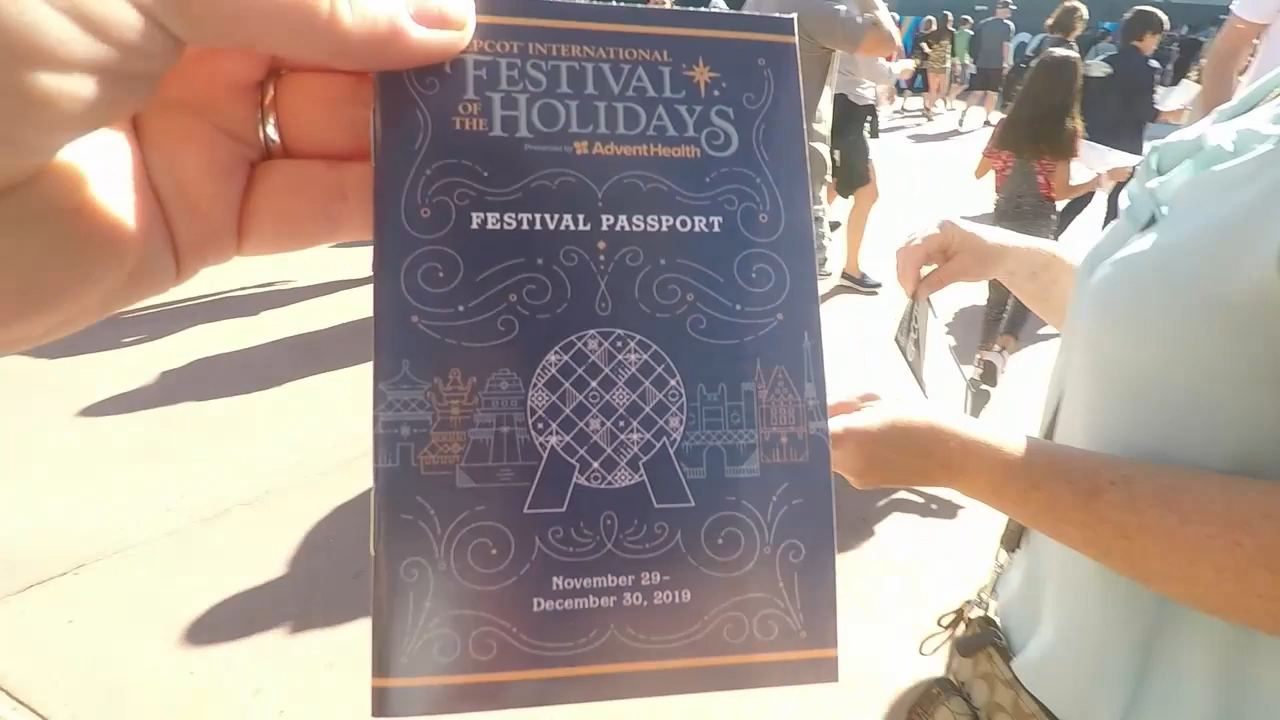 EPCOT INTERNATIONAL
FESTIVAL
OF THE HOLIDAYS
Presented by AdventHealth
FESTIVAL PASSPORT
November 29–
December 30, 2019